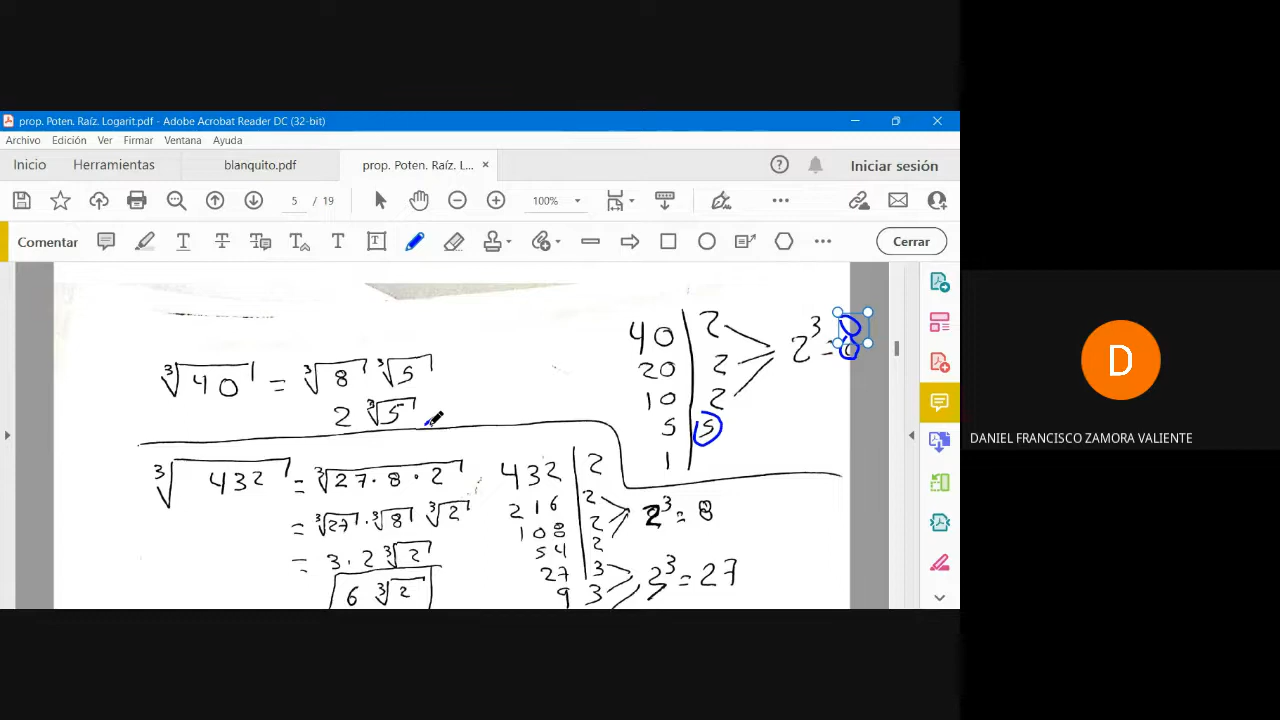 prop. Poten. Raíz. Logarit.pdf - Adobe Acrobat Reader DC (32-bit)
Archivo Edición Ver Firmar Ventana Ayuda
Inicio Herramientas blanquito.pdf prop. Poten. Raíz. L... × Iniciar sesión
5 / 19 100%
Comentar Cerrar
∛40 = ∛8 ∛5
2 ∛5
40 | 2
20 | 2
10 | 2
5 | 5
1
2³ = 8
∛432 = ∛27·8·2
= ∛27 · ∛8 ∛2
= 3·2 ∛2
6 ∛2
432 | 2
216 | 2
108 | 2
54 | 2
27 | 3
9 | 3
2³ = 8
3³ = 27
D
DANIEL FRANCISCO ZAMORA VALIENTE